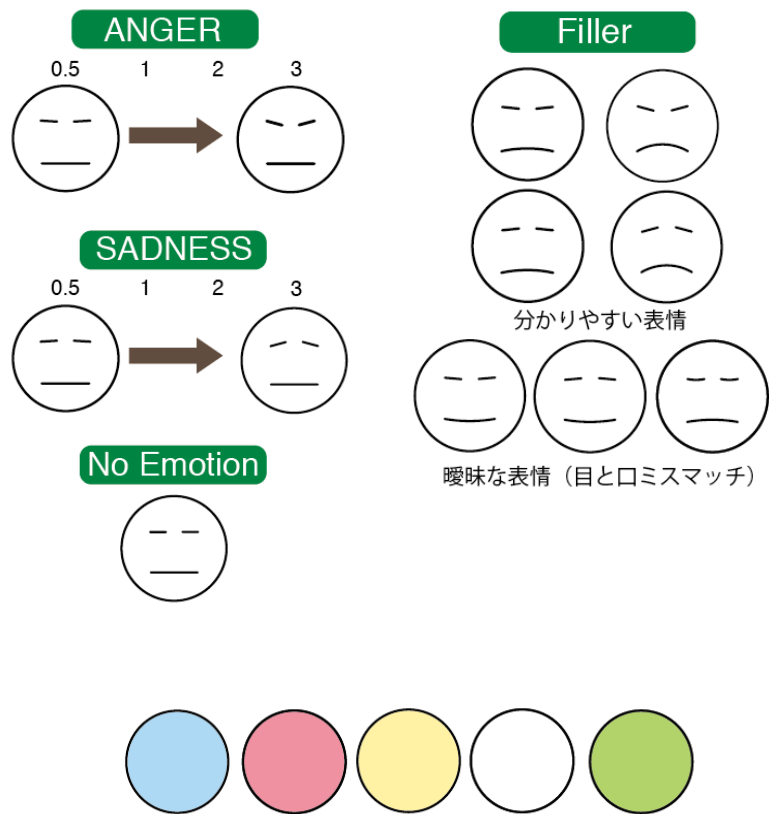 ANGER
0.5 1 2 3
SADNESS
0.5 1 2 3
No Emotion
Filler
分かりやすい表情
曖昧な表情（目と口ミスマッチ）